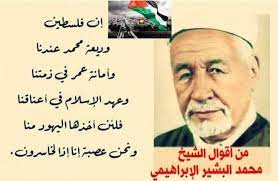 إن فلسطين
وديعة محمد عندنا
وأمانة عمر في ذمتنا
وعهد الإسلام في أعناقنا
فلئن أخذها اليهود منا
ونحن عصبة إنا إذا لخاسرون.
من أقوال الشيخ
محمد البشير الإبراهيمي